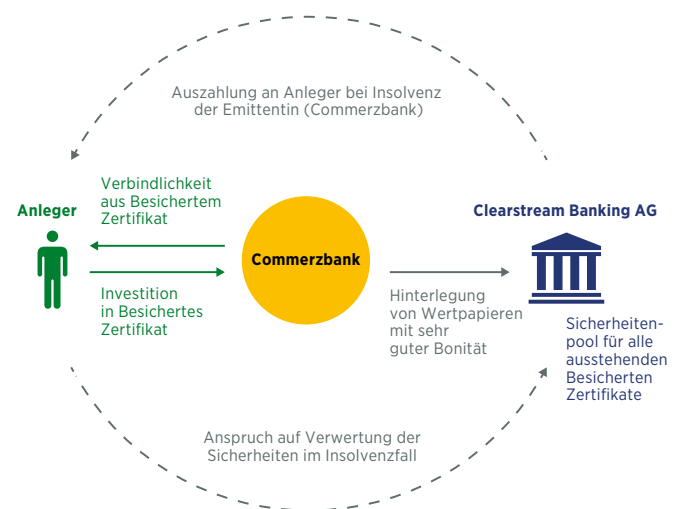 Auszahlung an Anleger bei Insolvenz
der Emittentin (Commerzbank)
Verbindlichkeit
aus Besichertem
Zertifikat
Anleger
Clearstream Banking AG
Commerzbank
Investition
in Besichertes
Zertifikat
Hinterlegung
von Wertpapieren
mit sehr
guter Bonität
Sicherheiten-
pool für alle
ausstehenden
Besicherten
Zertifikate
Anspruch auf Verwertung der
Sicherheiten im Insolvenzfall